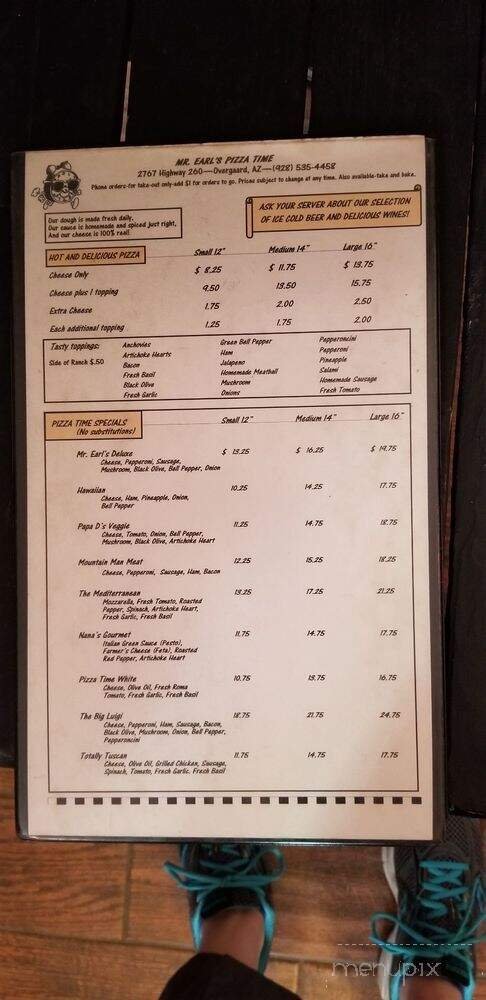 MR. EARL'S PIZZA TIME
2767 Highway 260—Overgaard, AZ—(928) 535-4458
Phone orders-for take-out only-add $1 for orders to go. Prices subject to change at any time. Also available-take and bake.
Our dough is made fresh daily,
Our sauce is homemade and spiced just right,
And our cheese is 100% real!
ASK YOUR SERVER ABOUT OUR SELECTION
OF ICE COLD BEER AND DELICIOUS WINES!
HOT AND DELICIOUS PIZZA Small 12" Medium 14" Large 16"
Cheese Only $ 8.25 $ 11.75 $ 13.75
Cheese plus 1 topping 9.50 13.50 15.75
Extra Cheese 1.75 2.00 2.50
Each additional topping 1.25 1.75 2.00
Tasty toppings: Anchovies Green Bell Pepper Pepperoncini
Artichoke Hearts Ham Pepperoni
Side of Ranch $.50 Bacon Jalapeno Pineapple
Fresh Basil Homemade Meatball Salami
Black Olive Mushroom Homemade Sausage
Fresh Garlic Onions Fresh Tomato
PIZZA TIME SPECIALS Small 12" Medium 14" Large 16"
(No substitutions)
Mr. Earl's Deluxe $ 13.25 $ 16.25 $ 19.75
Cheese, Pepperoni, Sausage,
Mushroom, Black Olive, Bell Pepper, Onion
Hawaiian 10.25 14.25 17.75
Cheese, Ham, Pineapple, Onion,
Bell Pepper
Papa D's Veggie 11.25 14.75 18.75
Cheese, Tomato, Onion, Bell Pepper,
Mushroom, Black Olive, Artichoke Heart
Mountain Man Meat 12.25 15.25 18.25
Cheese, Pepperoni, Sausage, Ham, Bacon
The Mediterranean 13.25 17.25 21.25
Mozzarella, Fresh Tomato, Roasted
Pepper, Spinach, Artichoke Heart,
Fresh Garlic, Fresh Basil
Nana's Gourmet 11.75 14.75 17.75
Italian Green Sauce (Pesto),
Farmer's Cheese (Feta), Roasted
Red Pepper, Artichoke Heart
Pizza Time White 10.75 13.75 16.75
Cheese, Olive Oil, Fresh Roma
Tomato, Fresh Garlic, Fresh Basil
The Big Luigi 18.75 21.75 24.75
Cheese, Pepperoni, Ham, Sausage, Bacon,
Black Olive, Mushroom, Onion, Bell Pepper,
Pepperoncini
Totally Tuscan 11.75 14.75 17.75
Cheese, Olive Oil, Grilled Chicken, Sausage,
Spinach, Tomato, Fresh Garlic, Fresh Basil
menupix